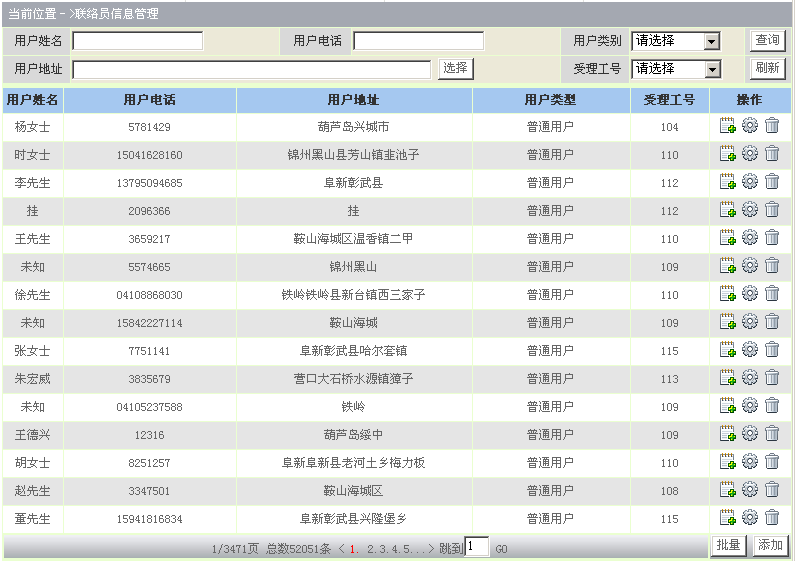 当前位置－>联络员信息管理
用户姓名 用户电话 用户类别 请选择 查询
用户地址 选择 受理工号 请选择 刷新
用户姓名 用户电话 用户地址 用户类型 受理工号 操作
杨女士 5781429 葫芦岛兴城市 普通用户 104
时女士 15041628160 锦州黑山县芳山镇韭池子 普通用户 110
李先生 13795094685 阜新彰武县 普通用户 112
挂 2096366 挂 普通用户 112
王先生 3659217 鞍山海城区温香镇二甲 普通用户 110
未知 5574665 锦州黑山 普通用户 109
徐先生 04108868030 铁岭铁岭县新台镇西三家子 普通用户 110
未知 15842227114 鞍山海城 普通用户 109
张女士 7751141 阜新彰武县哈尔套镇 普通用户 115
朱宏威 3835679 营口大石桥水源镇獐子 普通用户 113
未知 04105237588 铁岭 普通用户 109
王德兴 12316 葫芦岛绥中 普通用户 109
胡女士 8251257 阜新阜新县老河土乡梅力板 普通用户 110
赵先生 3347501 鞍山海城区 普通用户 108
董先生 15941816834 阜新彰武县兴隆堡乡 普通用户 115
1/3471页 总数52051条 < 1. 2.3.4.5...> 跳到 1 GO 批量 添加